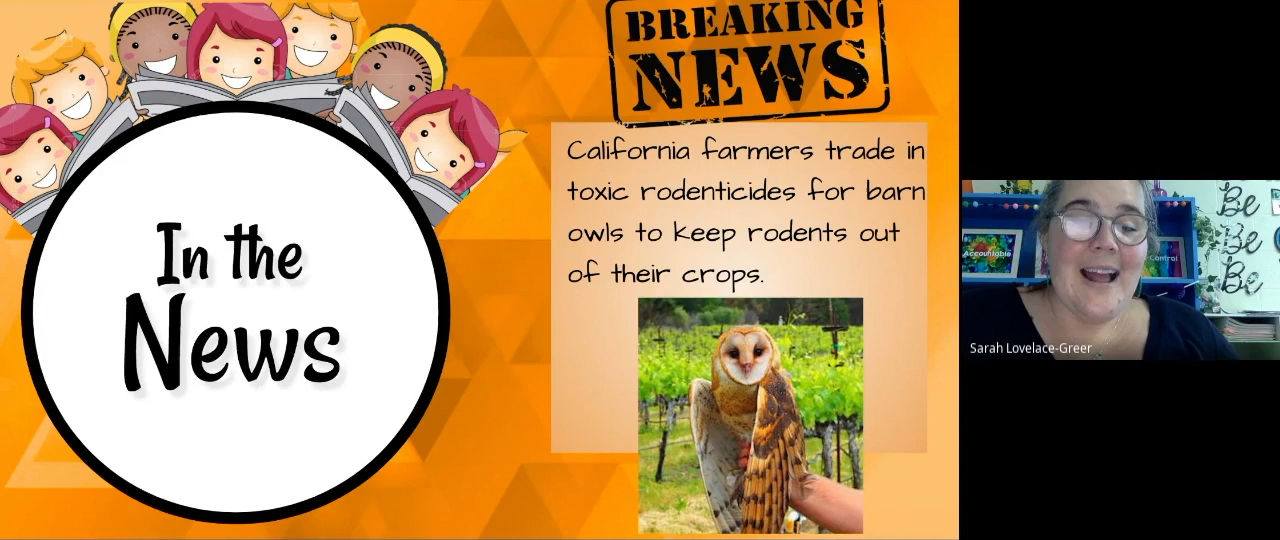 In the
News
BREAKING
NEWS
California farmers trade in
toxic rodenticides for barn
owls to keep rodents out
of their crops.
Accountable
Control
Be
Be
Be
Sarah Lovelace-Greer